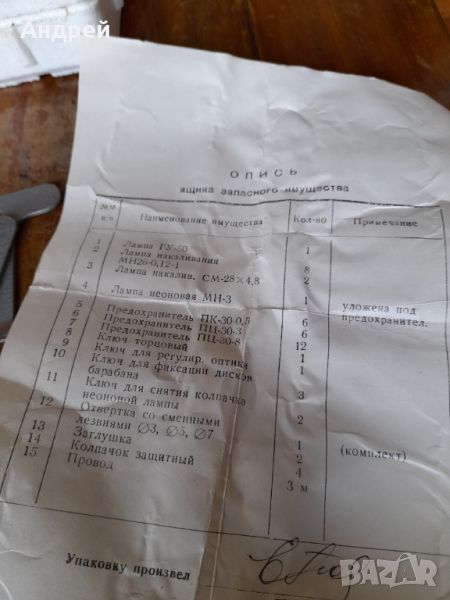 Андрей
ОПИСЬ
ящика запасного имущества
№№ п/п Наименование имущества Кол-во Примечание
1 Лампа ГУ-50 1
2 Лампа накаливания
МН26-0,12-1 8
3 Лампа накалив. СМ-28×4,8 2
4 Лампа неоновая МН-3 1 уложена под
предохранител.
5 Предохранитель ПК-30-0,5 6
6 Предохранитель ПЦ-30-3 6
7 Предохранитель ПЦ-30-8 12
8 Ключ торцовый 1
9 Ключ для регулир. оптики 1
10 Ключ для фиксации дисков
барабана
11 Ключ для снятия колпачка 3
неоновой лампы
12 Отвертка со сменными 2
лезвиями ∅3, ∅5, ∅7
13 Заглушка 1 (комплект)
14 Колпачок защитный 2
15 Провод 4
3 м
Упаковку произвел
BAZAR